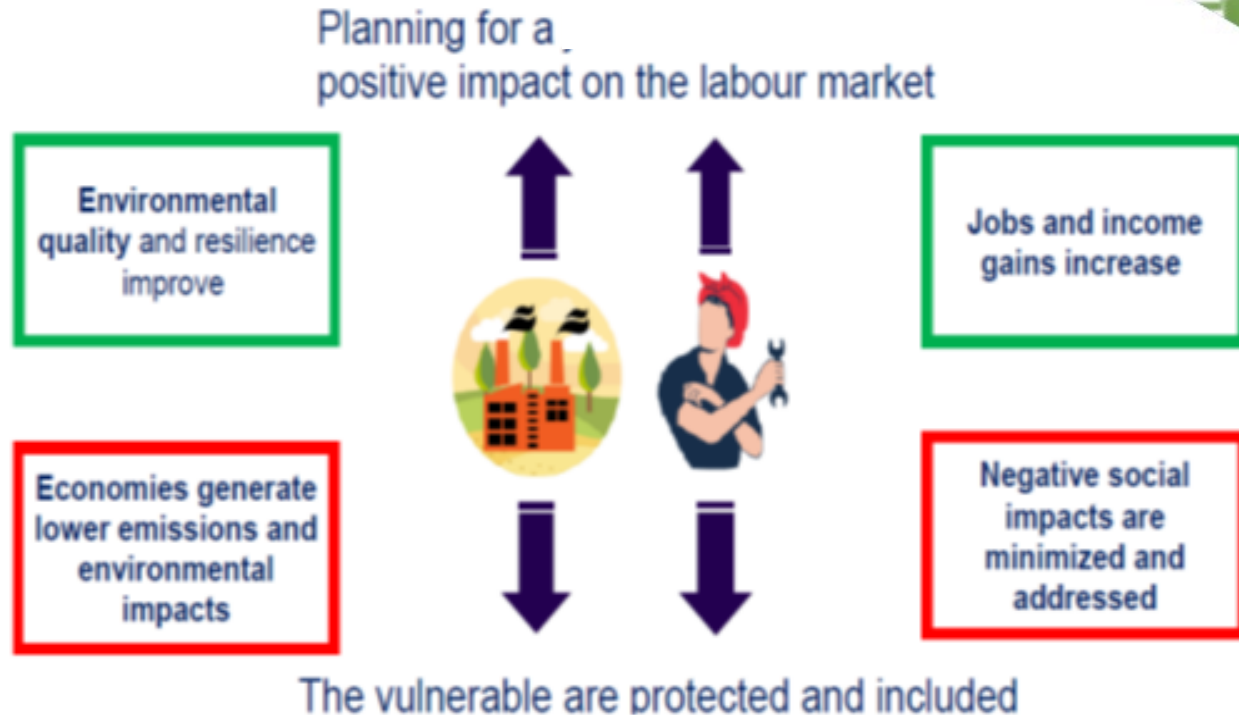 Planning for a
positive impact on the labour market
Environmental
quality and resilience
improve
Jobs and income
gains increase
Economies generate
lower emissions and
environmental
impacts
Negative social
impacts are
minimized and
addressed
The vulnerable are protected and included